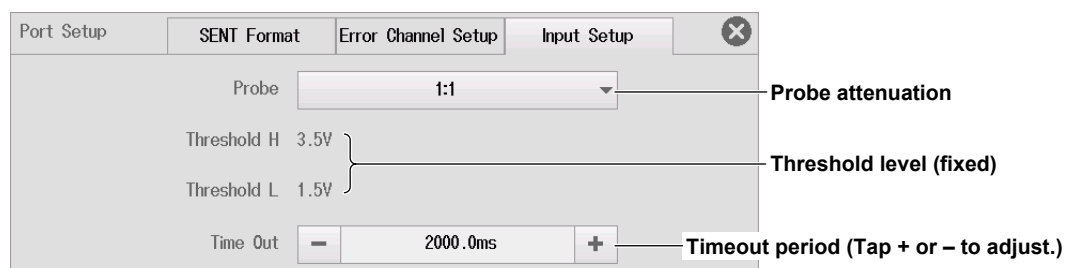 Port Setup SENT Format Error Channel Setup Input Setup
Probe 1:1 Probe attenuation
Threshold H 3.5V
Threshold level (fixed)
Threshold L 1.5V
Time Out − 2000.0ms + Timeout period (Tap + or – to adjust.)